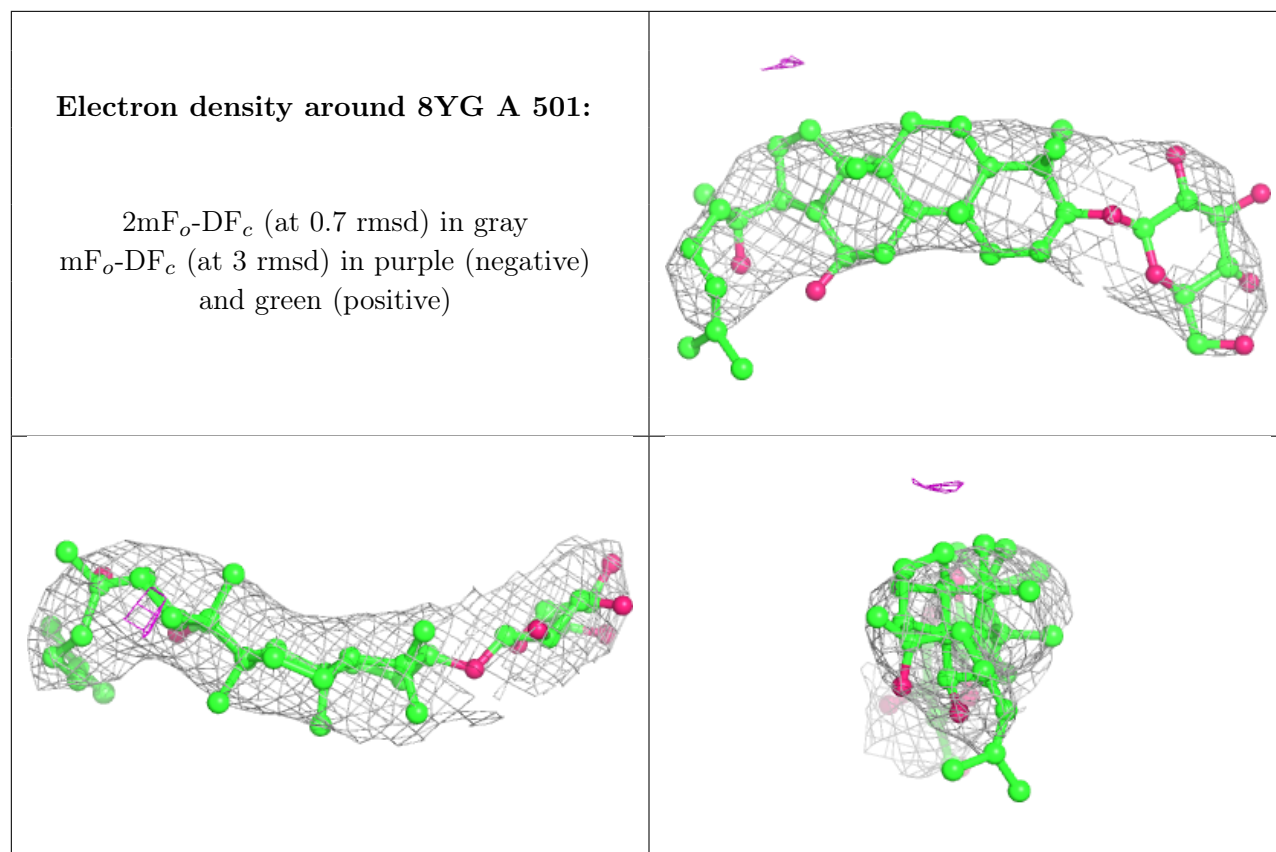 Electron density around 8YG A 501:
2mFo-DFc (at 0.7 rmsd) in gray
mFo-DFc (at 3 rmsd) in purple (negative)
and green (positive)